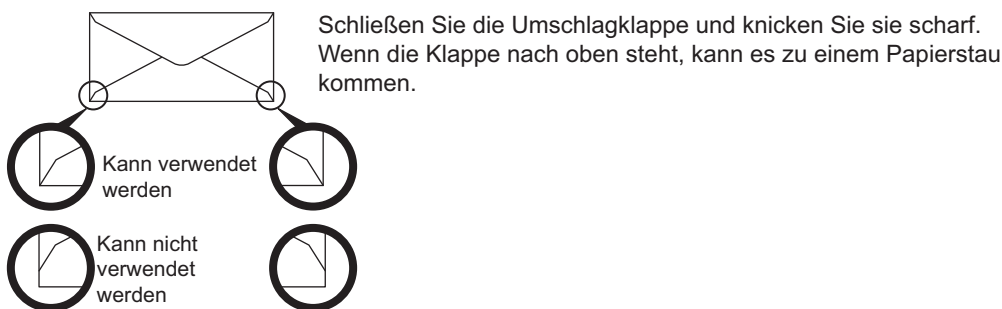 Schließen Sie die Umschlagklappe und knicken Sie sie scharf.
Wenn die Klappe nach oben steht, kann es zu einem Papierstau
kommen.
Kann verwendet
werden
Kann nicht
verwendet
werden